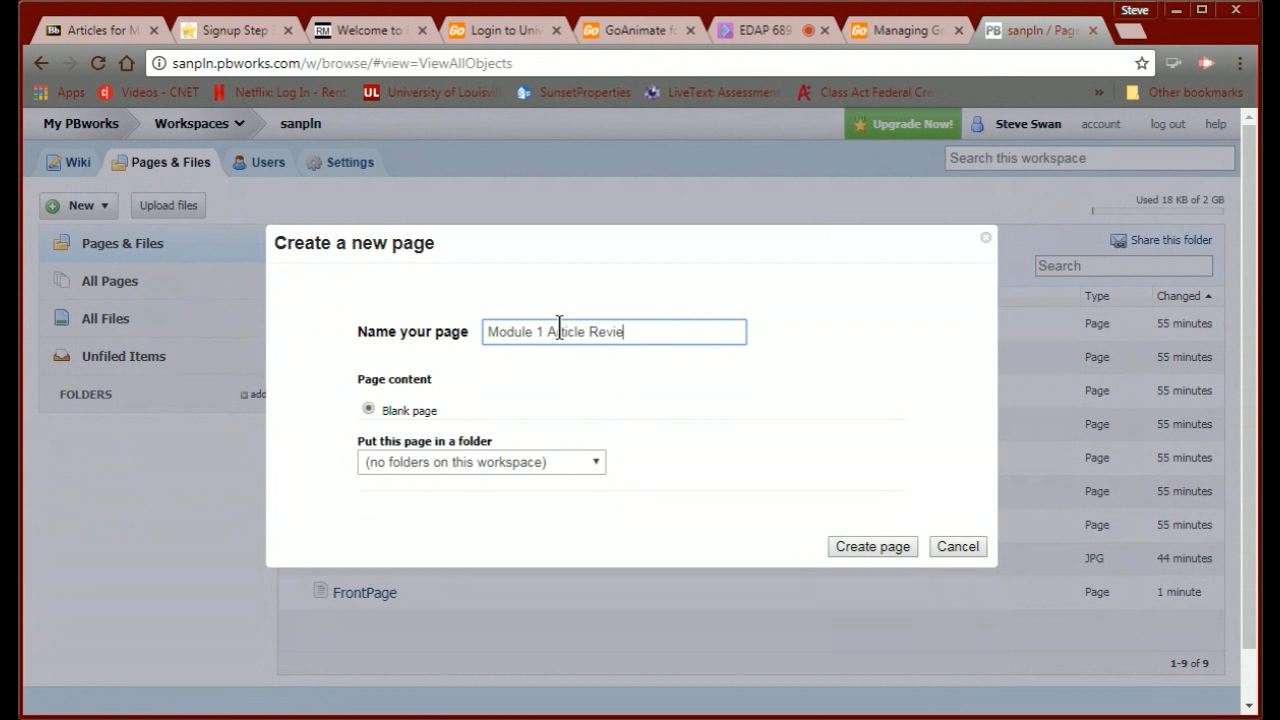 Steve
Articles for M
Signup Step
Welcome to
Login to Univ
GoAnimate fo
EDAP 689
Managing Gr
sanpln / Page
sanpln.pbworks.com/w/browse/#view=ViewAllObjects
Apps
Videos - CNET
Netflix: Log In - Rent
University of Louisvil
SunsetProperties
LiveText: Assessment
Class Act Federal Cre
»
Other bookmarks
My PBworks
Workspaces
sanpln
Upgrade Now!
Steve Swan
account
log out
help
Wiki
Pages & Files
Users
Settings
Search this workspace
New
Upload files
Used 18 KB of 2 GB
Pages & Files
All Pages
All Files
Unfiled Items
FOLDERS
add
Share this folder
Search
Type
Changed
Page 55 minutes
Page 55 minutes
Page 55 minutes
Page 55 minutes
Page 55 minutes
Page 55 minutes
Page 55 minutes
JPG 44 minutes
FrontPage Page 1 minute
1-9 of 9
Create a new page
Name your page
Module 1 Article Revie
Page content
Blank page
Put this page in a folder
(no folders on this workspace)
Create page
Cancel